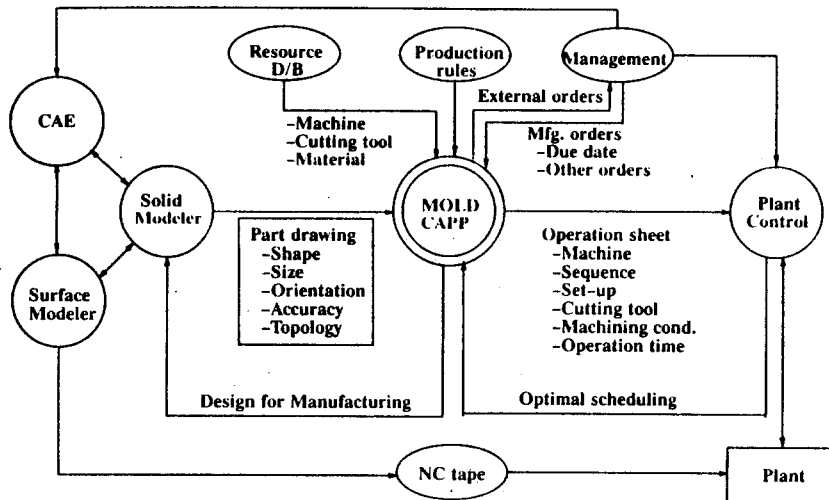 Resource
D/B
Production
rules
Management
External orders
CAE
-Machine
-Cutting tool
-Material
Mfg. orders
-Due date
-Other orders
Solid
Modeler
MOLD
CAPP
Plant
Control
Part drawing
-Shape
-Size
-Orientation
-Accuracy
-Topology
Operation sheet
-Machine
-Sequence
-Set-up
-Cutting tool
-Machining cond.
-Operation time
Surface
Modeler
Design for Manufacturing
Optimal scheduling
NC tape
Plant